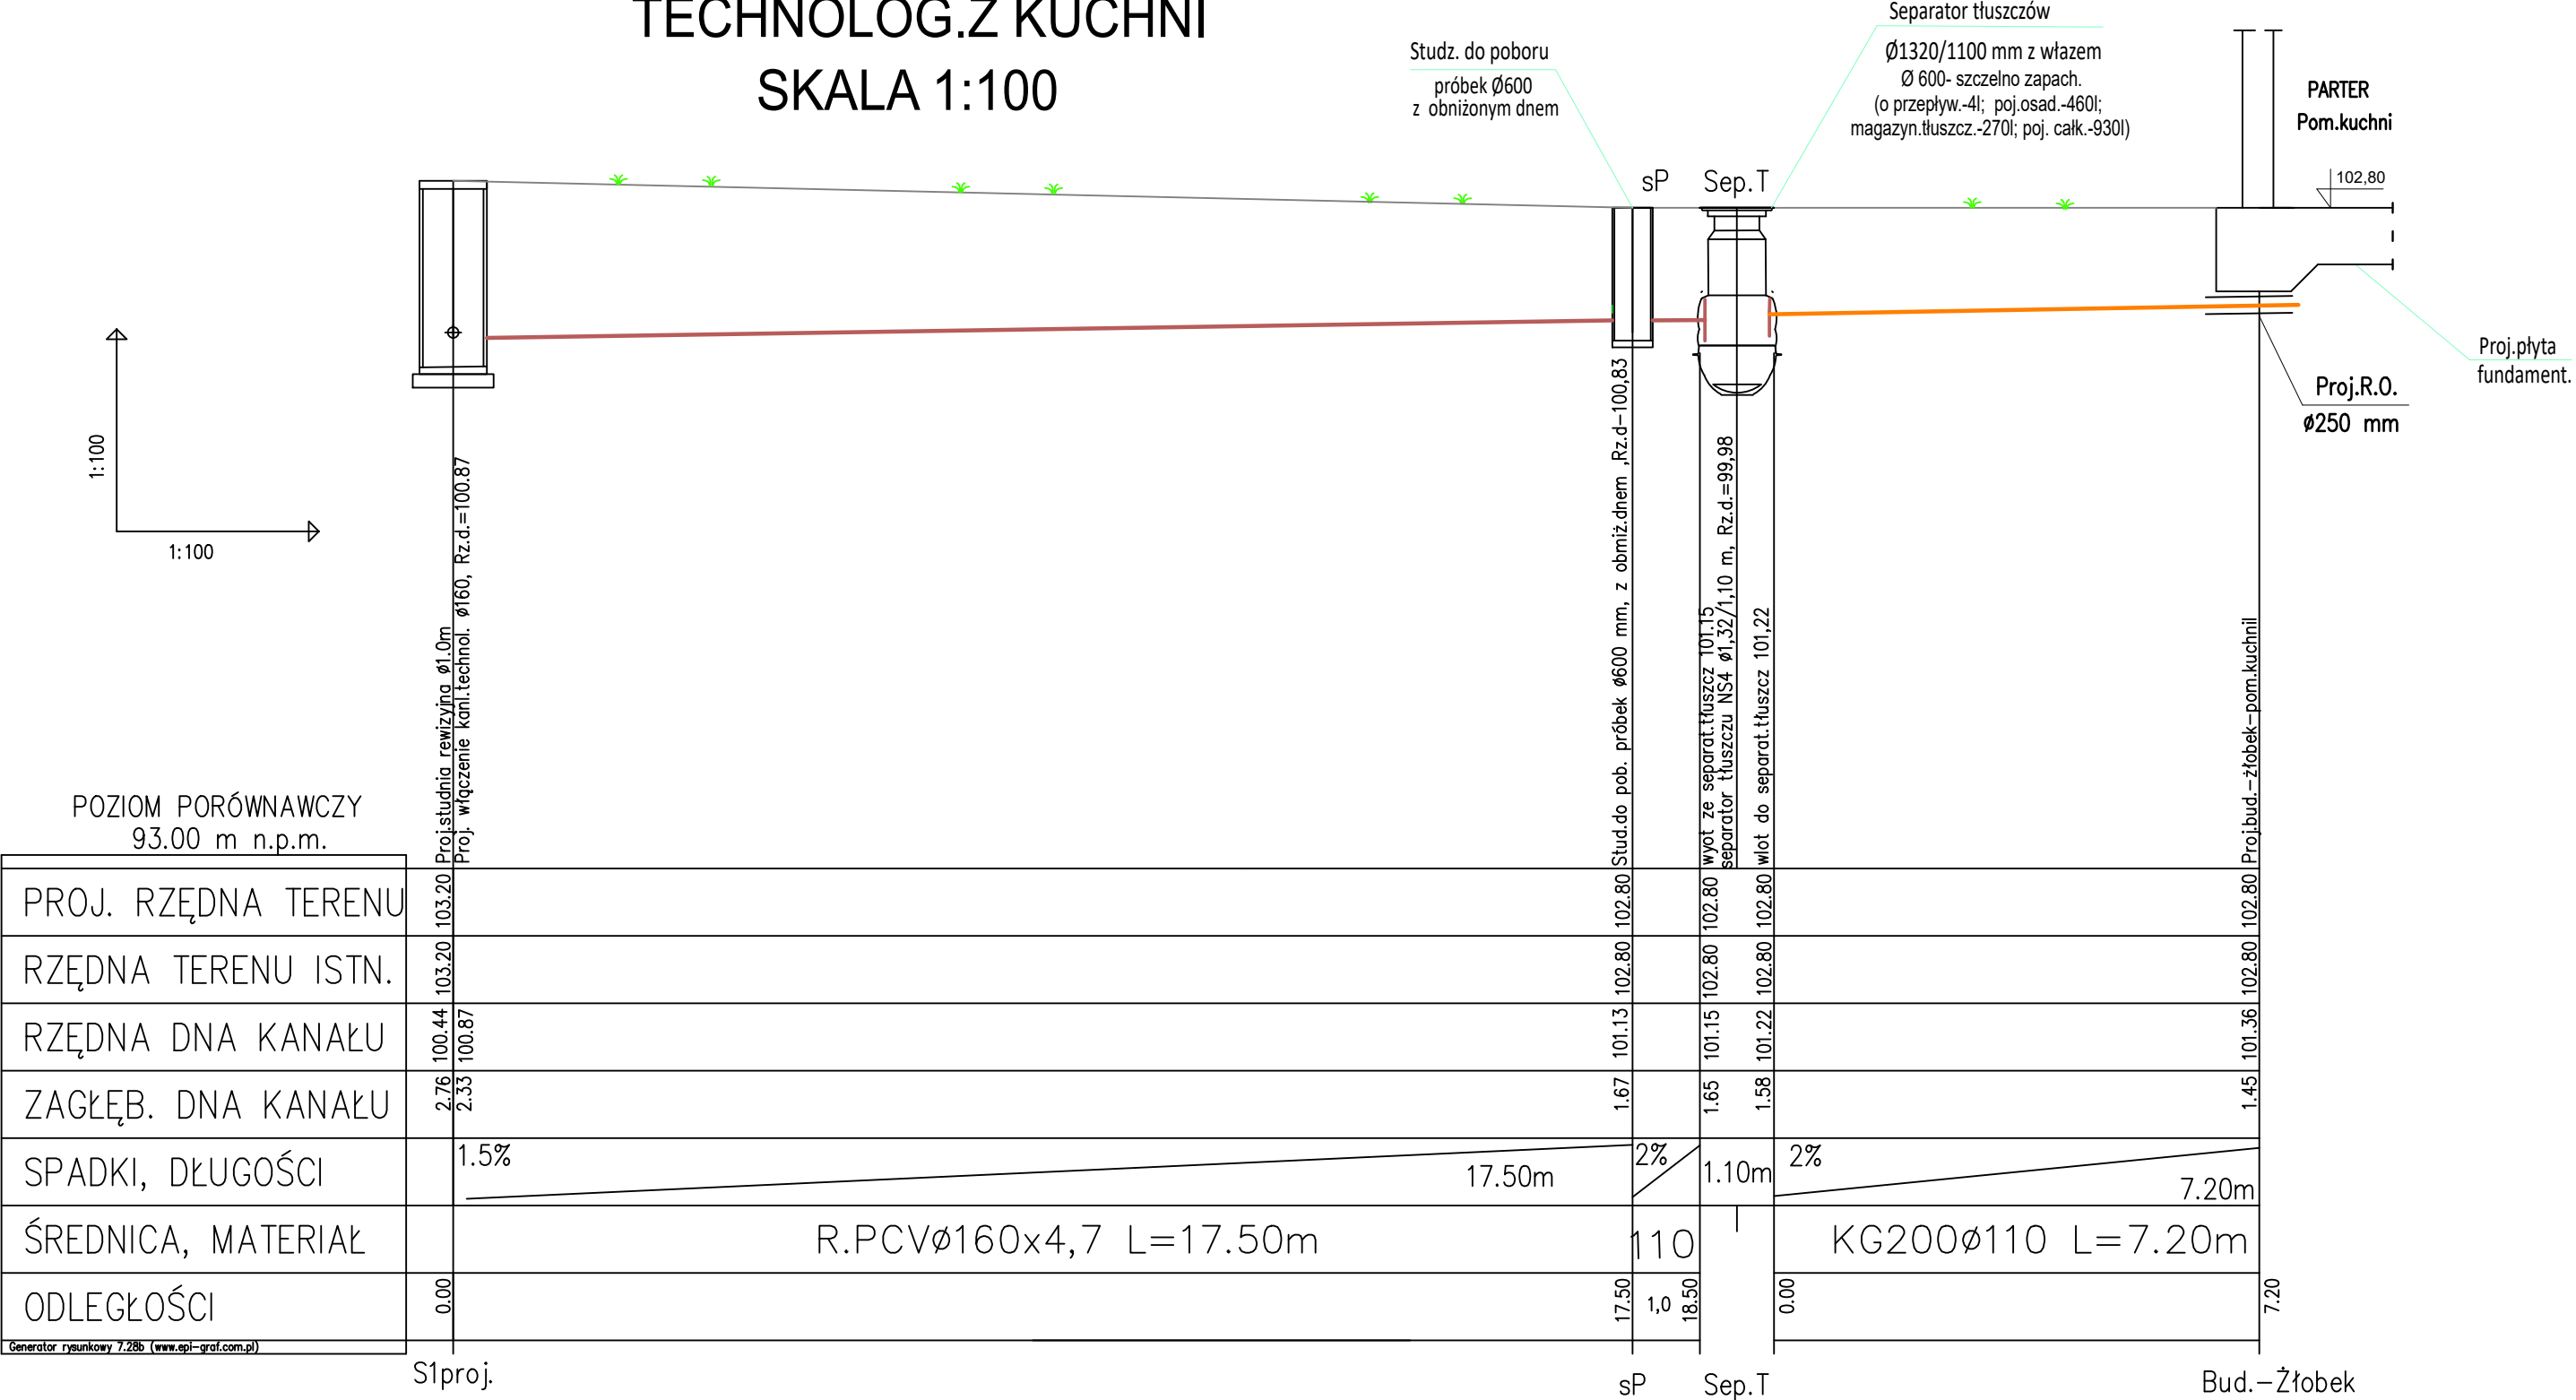 TECHNOLOG.Z KUCHNI
SKALA 1:100
Studz. do poboru
próbek Ø600
z obniżonym dnem
Separator tłuszczów
Ø1320/1100 mm z włazem
Ø 600- szczelno zapach.
(o przepływ.-4l; poj.osad.-460l;
magazyn.tłuszcz.-270l; poj. całk.-930l)
PARTER
Pom.kuchni
102,80
sP
Sep.T
Proj.płyta
fundament.
Proj.R.O.
ø250 mm
1:100
1:100
Proj.studnia rewizyjna ø1.0m
Proj. włączenie kanl.technol. ø160, Rz.d.=100.87
Stud.do pob. próbek ø600 mm, z obmiż.dnem ,Rz.d-100,83
wyot ze separat.tłuszcz 101.15
separator tłuszczu NS4 ø1,32/1,10 m, Rz.d.=99,98
wlot do separat.tłuszcz 101,22
Proj.bud.-żłobek-pom.kuchnil
POZIOM PORÓWNAWCZY
93.00 m n.p.m.
PROJ. RZĘDNA TERENU 103.20 102.80 102.80 102.80 102.80
RZĘDNA TERENU ISTN. 103.20 102.80 102.80 102.80 102.80
RZĘDNA DNA KANAŁU 100.44 100.87 101.13 101.15 101.22 101.36
ZAGŁĘB. DNA KANAŁU 2.76 2.33 1.67 1.65 1.58 1.45
SPADKI, DŁUGOŚCI 1.5% 17.50m 2% 1.10m 2% 7.20m
ŚREDNICA, MATERIAŁ R.PCVø160x4,7 L=17.50m 110 KG200ø110 L=7.20m
ODLEGŁOŚCI 0.00 17.50 1,0 18.50 0.00 7.20
Generator rysunkowy 7.28b (www.epi-graf.com.pl)
S1proj.
sP
Sep.T
Bud.-Żłobek